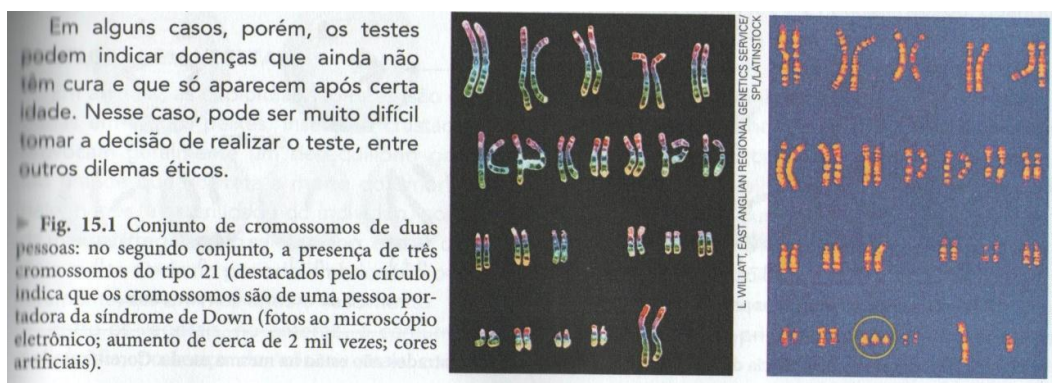 Em alguns casos, porém, os testes
podem indicar doenças que ainda não
têm cura e que só aparecem após certa
idade. Nesse caso, pode ser muito difícil
tomar a decisão de realizar o teste, entre
outros dilemas éticos.
Fig. 15.1 Conjunto de cromossomos de duas
pessoas: no segundo conjunto, a presença de três
cromossomos do tipo 21 (destacados pelo círculo)
indica que os cromossomos são de uma pessoa por-
tadora da síndrome de Down (fotos ao microscópio
eletrônico; aumento de cerca de 2 mil vezes; cores
artificiais).
L. WILLATT, EAST ANGLIAN REGIONAL GENETICS SERVICE/
SPL/LATINSTOCK